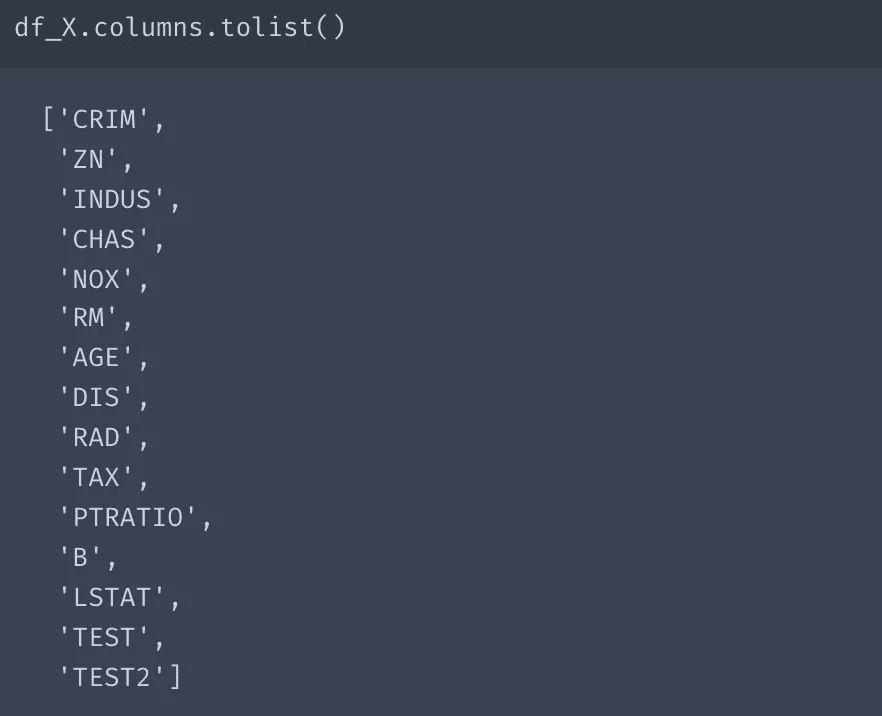 df_X.columns.tolist()
['CRIM',
'ZN',
'INDUS',
'CHAS',
'NOX',
'RM',
'AGE',
'DIS',
'RAD',
'TAX',
'PTRATIO',
'B',
'LSTAT',
'TEST',
'TEST2']